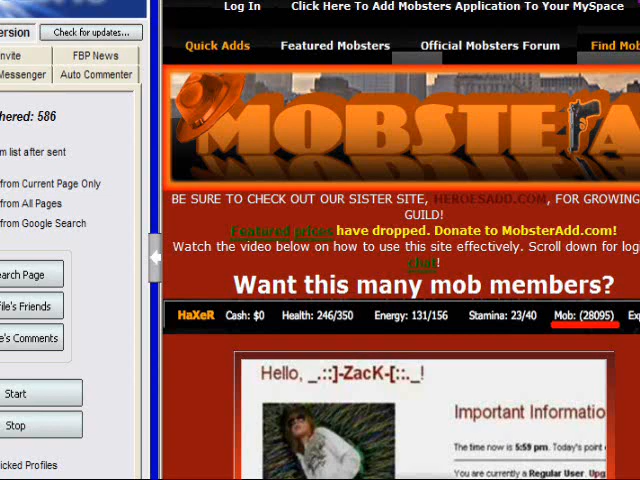 Log In Click Here To Add Mobsters Application To Your MySpace
ersion Check for updates...
nvite FBP News
Messenger Auto Commenter
Quick Adds Featured Mobsters Official Mobsters Forum Find Mob
hered: 586
m list after sent
from Current Page Only
from All Pages
from Google Search
earch Page
file's Friends
e's Comments
Start
Stop
icked Profiles
MOBSTERA
BE SURE TO CHECK OUT OUR SISTER SITE, HEROESADD.COM, FOR GROWING
GUILD!
Featured prices have dropped. Donate to MobsterAdd.com!
Watch the video below on how to use this site effectively. Scroll down for log
chat!
Want this many mob members?
HaXeR Cash: $0 Health: 246/350 Energy: 131/156 Stamina: 23/40 Mob: (28095) Ex
Hello, _.::]-ZacK-[::._!
Important Informatio
The time now is 5:59 pm. Today's point
You are currently a Regular User. Upg